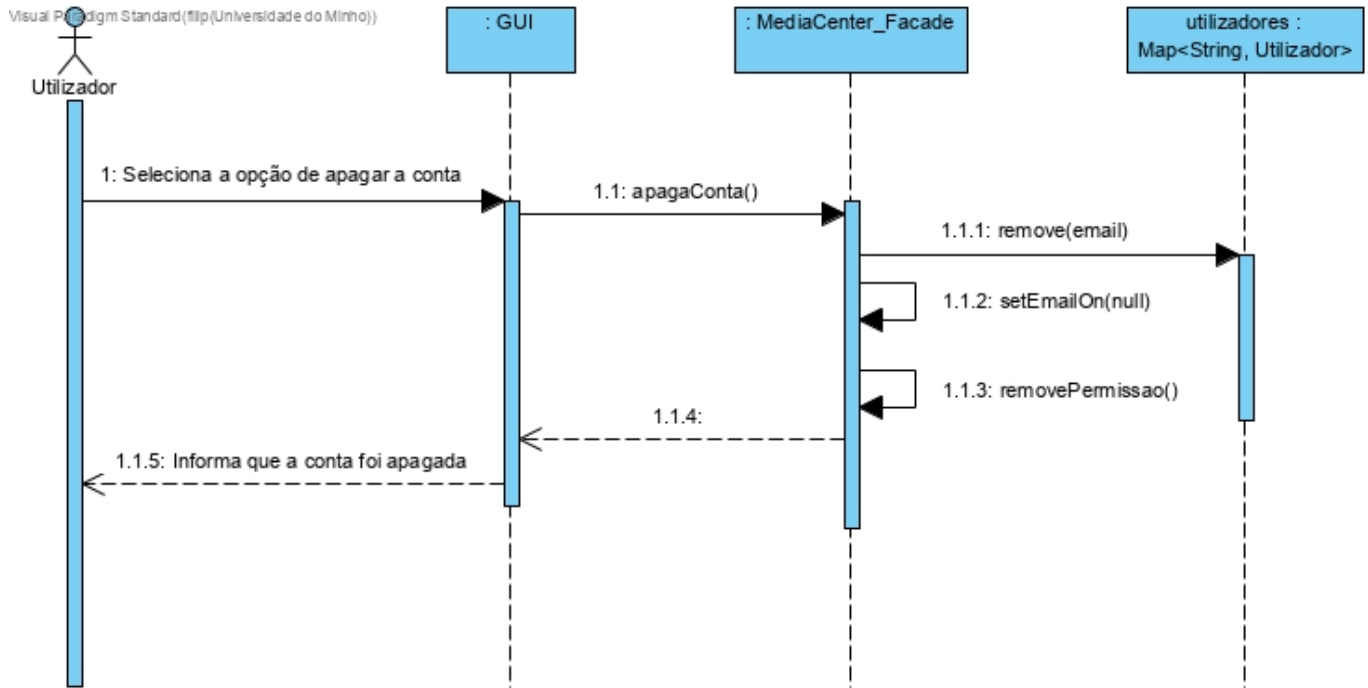 Visual Paradigm Standard(filip(Universidade do Minho))
: GUI
: MediaCenter_Facade
utilizadores :
Map<String, Utilizador>
Utilizador
1: Seleciona a opção de apagar a conta
1.1: apagaConta()
1.1.1: remove(email)
1.1.2: setEmailOn(null)
1.1.3: removePermissao()
1.1.4:
1.1.5: Informa que a conta foi apagada